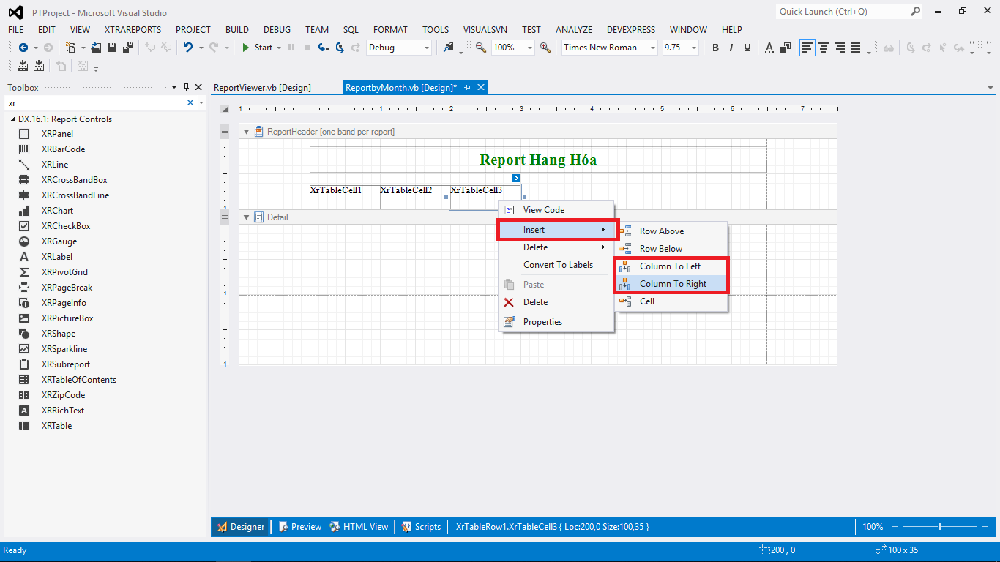 PTProject - Microsoft Visual Studio
Quick Launch (Ctrl+Q)
FILE EDIT VIEW XTRAREPORTS PROJECT BUILD DEBUG TEAM SQL FORMAT TOOLS VISUALSVN TEST ANALYZE DEVEXPRESS WINDOW HELP
Start Debug 100% Times New Roman 9.75 B I U A
Toolbox
ReportViewer.vb [Design] ReportbyMonth.vb [Design]*
xr
1 1 2 3 4 5 6 7
DX.16.1: Report Controls
XRPanel
XRBarCode
XRLine
XRCrossBandBox
XRCrossBandLine
XRChart
XRCheckBox
XRGauge
XRLabel
XRPivotGrid
XRPageBreak
XRPageInfo
XRPictureBox
XRShape
XRSparkline
XRSubreport
XRTableOfContents
XRZipCode
XRRichText
XRTable
ReportHeader [one band per report]
Report Hang Hóa
XrTableCell1 XrTableCell2 XrTableCell3
1
Detail
1
1
View Code
Insert
Delete
Convert To Labels
Paste
Delete
Properties
Row Above
Row Below
Column To Left
Column To Right
Cell
Designer Preview HTML View Scripts XrTableRow1.XrTableCell3 { Loc:200,0 Size:100,35 } 100%
Ready 200 , 0 100 x 35